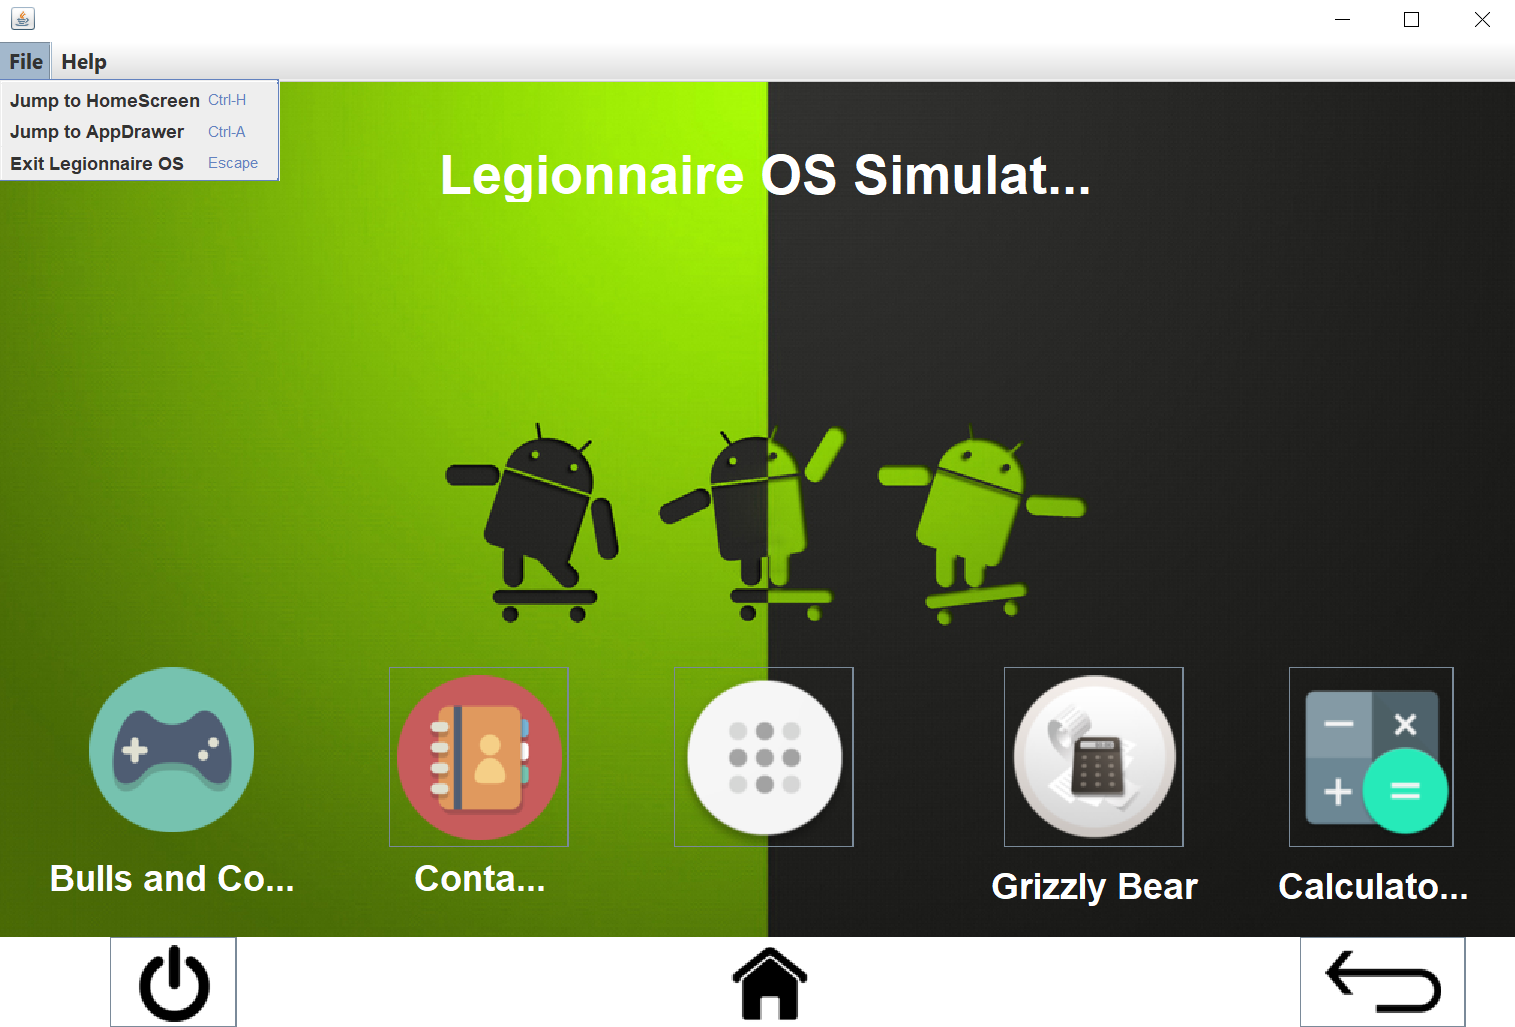 File Help
Jump to HomeScreen Ctrl-H
Jump to AppDrawer Ctrl-A
Exit Legionnaire OS Escape
Legionnaire OS Simulat...
Bulls and Co...
Conta...
Grizzly Bear
Calculato...